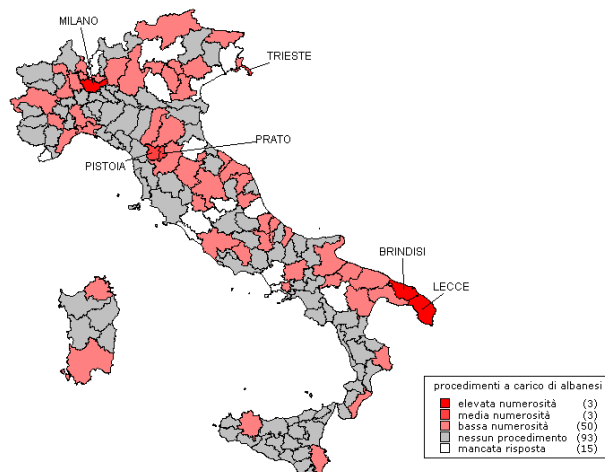 MILANO
TRIESTE
PRATO
PISTOIA
BRINDISI
LECCE
procedimenti a carico di albanesi
elevata numerosità (3)
media numerosità (3)
bassa numerosità (50)
nessun procedimento (93)
mancata risposta (15)